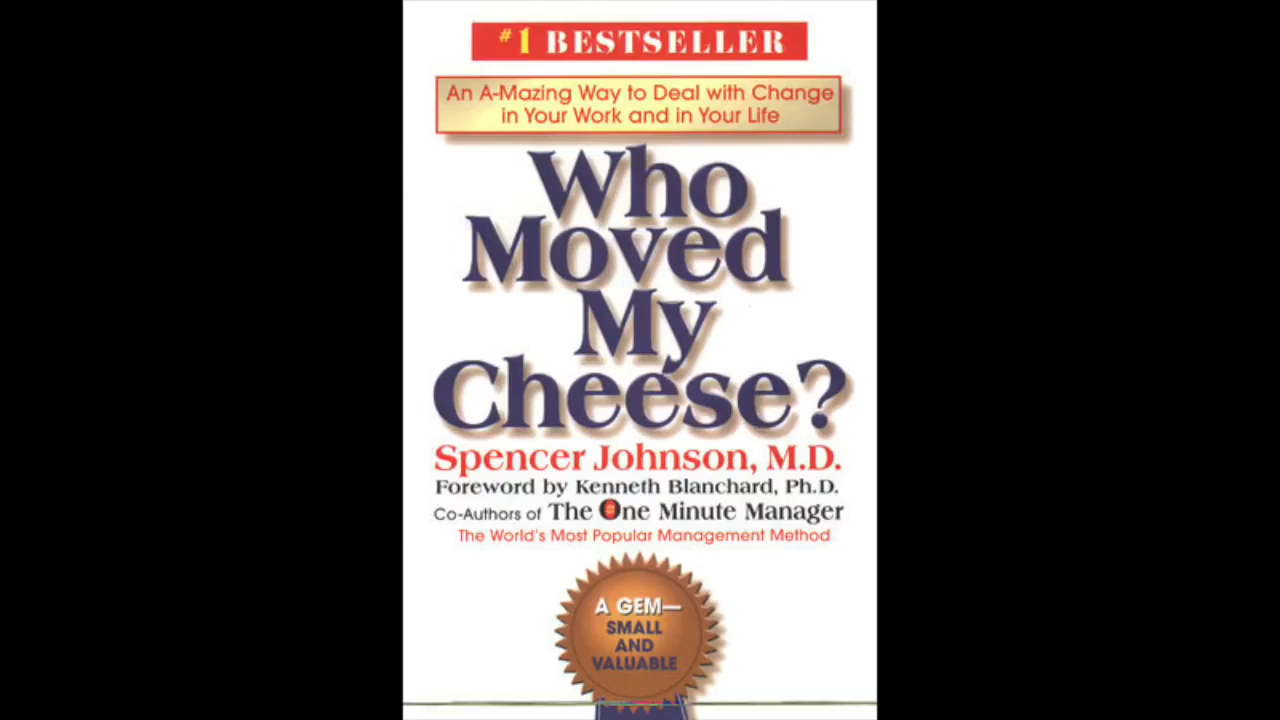 #1 BESTSELLER
An A-Mazing Way to Deal with Change
in Your Work and in Your Life
Who
Moved
My
Cheese?
Spencer Johnson, M.D.
Foreword by Kenneth Blanchard, Ph.D.
Co-Authors of The One Minute Manager
The World's Most Popular Management Method
A GEM—
SMALL
AND
VALUABLE